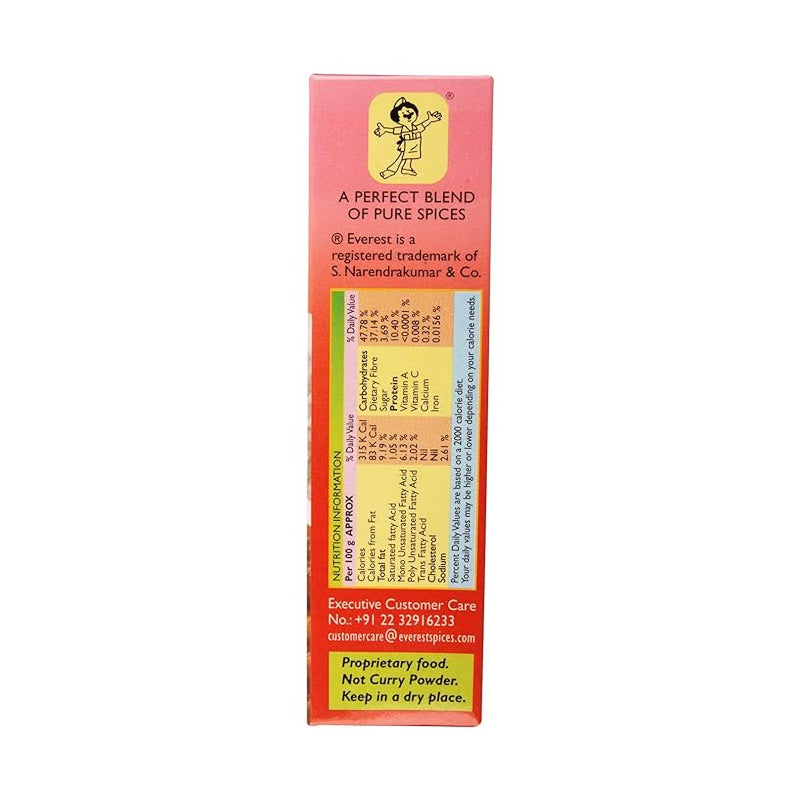 ®
A PERFECT BLEND
OF PURE SPICES
® Everest is a
registered trademark of
S. Narendrakumar & Co.
NUTRITION INFORMATION
Per 100 g APPROX % Daily Value % Daily Value
Calories 315 K Cal Carbohydrates 47.78 %
Calories from Fat 83 K Cal Dietary Fibre 37.14 %
Total fat 9.19 % Sugar 3.69 %
Saturated fatty Acid 1.05 % Protein 10.40 %
Mono Unsaturated Fatty Acid 6.13 % Vitamin A <0.0001 %
Poly Unsaturated Fatty Acid 2.02 % Vitamin C 0.008 %
Trans Fatty Acid Nil Calcium 0.32 %
Cholesterol Nil Iron 0.0156 %
Sodium 2.61 %
Percent Daily Values are based on a 2000 calorie diet.
Your daily values may be higher or lower depending on your calorie needs.
Executive Customer Care
No.: +91 22 32916233
customercare@everestspices.com
Proprietary food.
Not Curry Powder.
Keep in a dry place.